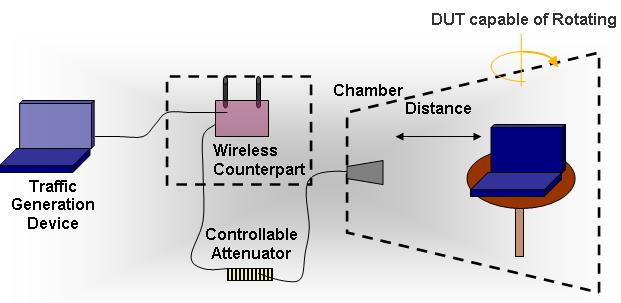 DUT capable of Rotating
Chamber
Distance
Wireless
Counterpart
Traffic
Generation
Device
Controllable
Attenuator